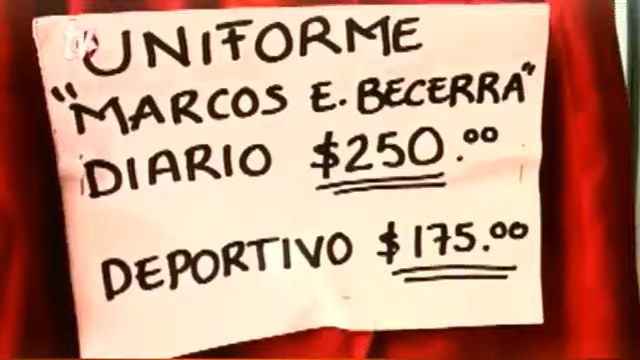 UNIFORME
"MARCOS E. BECERRA"
DIARIO $250.00
DEPORTIVO $175.00